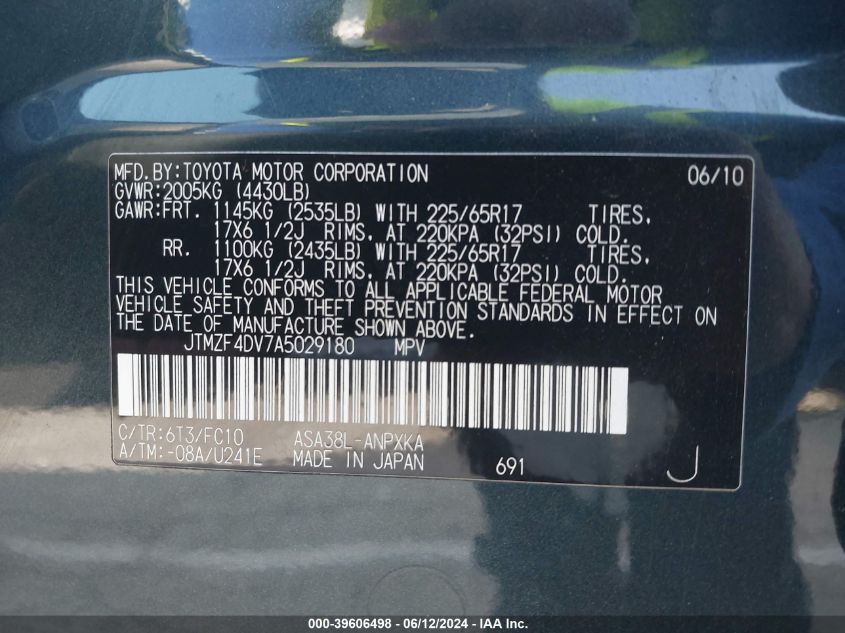 MFD.BY:TOYOTA MOTOR CORPORATION 06/10
GVWR:2005KG (4430LB)
GAWR:FRT. 1145KG (2535LB) WITH 225/65R17 TIRES,
17X6 1/2J RIMS, AT 220KPA (32PSI) COLD.
RR. 1100KG (2435LB) WITH 225/65R17 TIRES,
17X6 1/2J RIMS, AT 220KPA (32PSI) COLD.
THIS VEHICLE CONFORMS TO ALL APPLICABLE FEDERAL MOTOR
VEHICLE SAFETY AND THEFT PREVENTION STANDARDS IN EFFECT ON
THE DATE OF MANUFACTURE SHOWN ABOVE.
JTMZF4DV7A5029180 MPV
C/TR:6T3/FC10 ASA38L-ANPXKA
A/TM:-08A/U241E MADE IN JAPAN 691 J
000-39606498 - 06/12/2024 - IAA Inc.